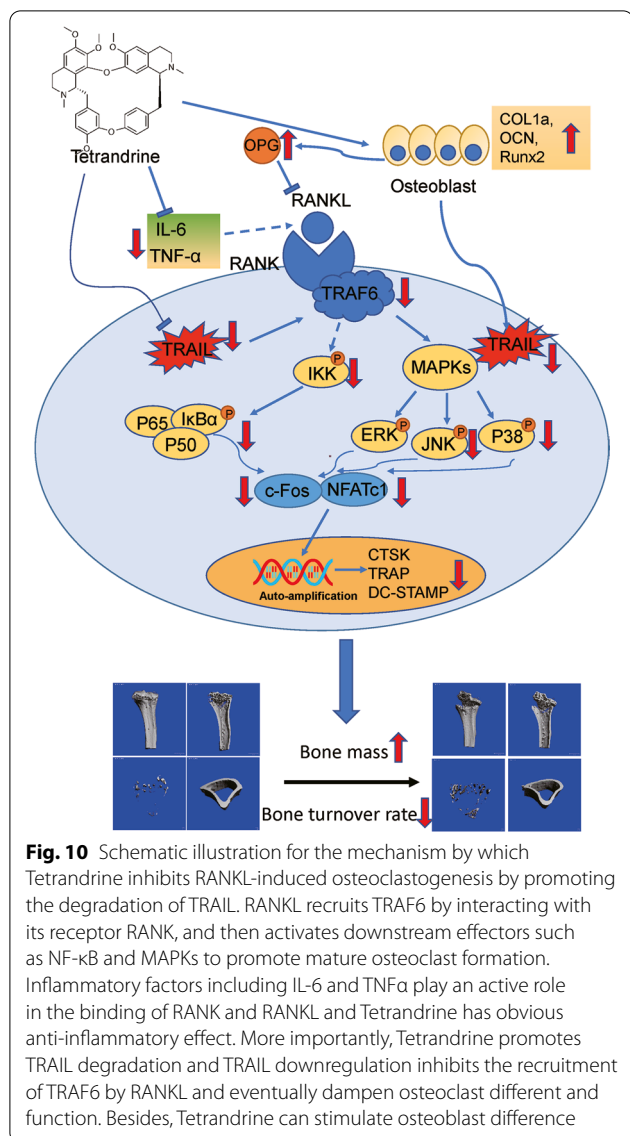 Tetrandrine
OPG
COL1a,
OCN,
Runx2
Osteoblast
RANKL
IL-6
TNF-α
RANK
TRAF6
TRAIL
IKK
P
MAPKs
TRAIL
P65
IκBα
P
P50
ERK
P
JNK
P
P38
P
c-Fos
NFATc1
CTSK
TRAP
DC-STAMP
Auto-amplification
Bone mass
Bone turnover rate
Fig. 10 Schematic illustration for the mechanism by which
Tetrandrine inhibits RANKL-induced osteoclastogenesis by promoting
the degradation of TRAIL. RANKL recruits TRAF6 by interacting with
its receptor RANK, and then activates downstream effectors such
as NF-κB and MAPKs to promote mature osteoclast formation.
Inflammatory factors including IL-6 and TNFα play an active role
in the binding of RANK and RANKL and Tetrandrine has obvious
anti-inflammatory effect. More importantly, Tetrandrine promotes
TRAIL degradation and TRAIL downregulation inhibits the recruitment
of TRAF6 by RANKL and eventually dampen osteoclast different and
function. Besides, Tetrandrine can stimulate osteoblast difference